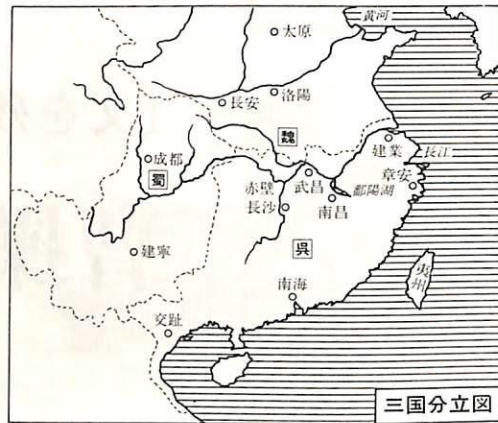 黄河
太原
長安
洛陽
魏
建業
長江
成都
蜀
赤壁
武昌
章安
鄱陽湖
長沙
南昌
建寧
呉
夷州
南海
交趾
三国分立図